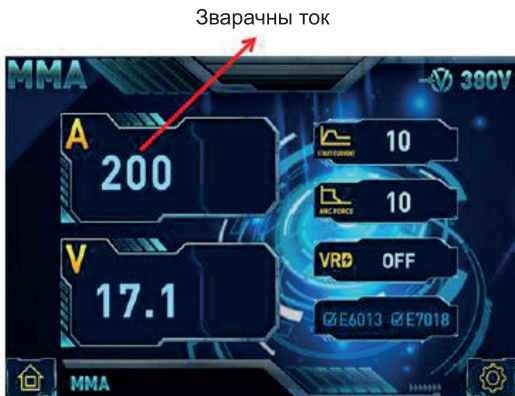 Зварачны ток
MMA
380V
A
200
START CURRENT
10
ARC FORCE
10
V
17.1
VRD
OFF
E6013 E7018
MMA